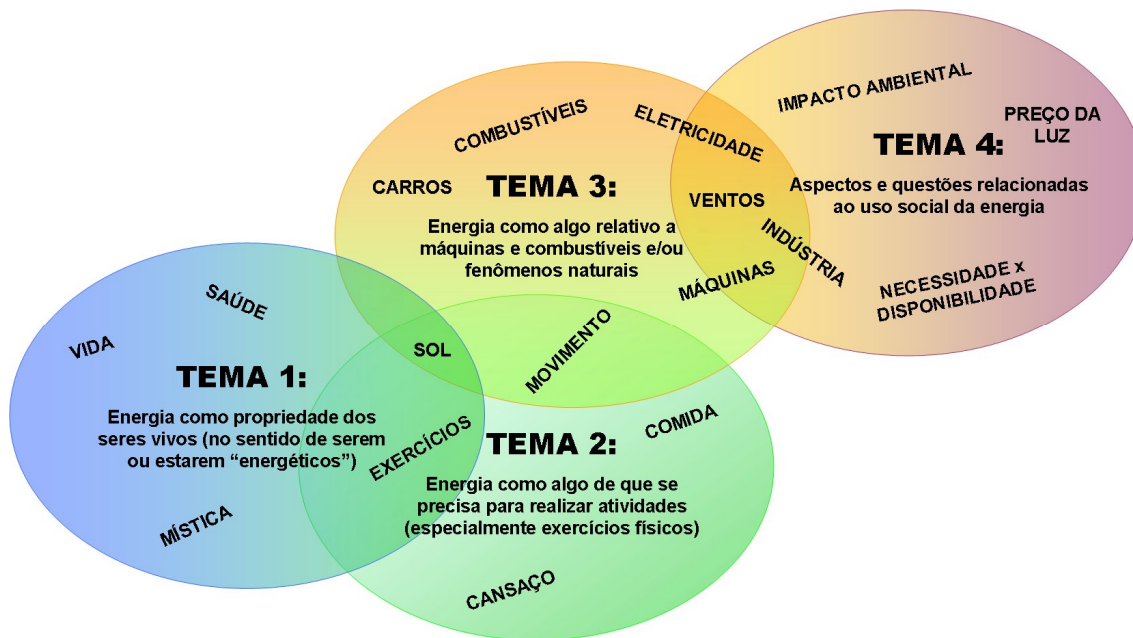 IMPACTO AMBIENTAL
PREÇO DA
LUZ
TEMA 4:
Aspectos e questões relacionadas
ao uso social da energia
NECESSIDADE x
DISPONIBILIDADE
COMBUSTÍVEIS
ELETRICIDADE
CARROS
TEMA 3:
VENTOS
Energia como algo relativo a
máquinas e combustíveis e/ou
fenômenos naturais
INDÚSTRIA
MÁQUINAS
MOVIMENTO
SAÚDE
VIDA
SOL
TEMA 1:
Energia como propriedade dos
seres vivos (no sentido de serem
ou estarem “energéticos”)
EXERCÍCIOS
MÍSTICA
COMIDA
TEMA 2:
Energia como algo de que se
precisa para realizar atividades
(especialmente exercícios físicos)
CANSAÇO